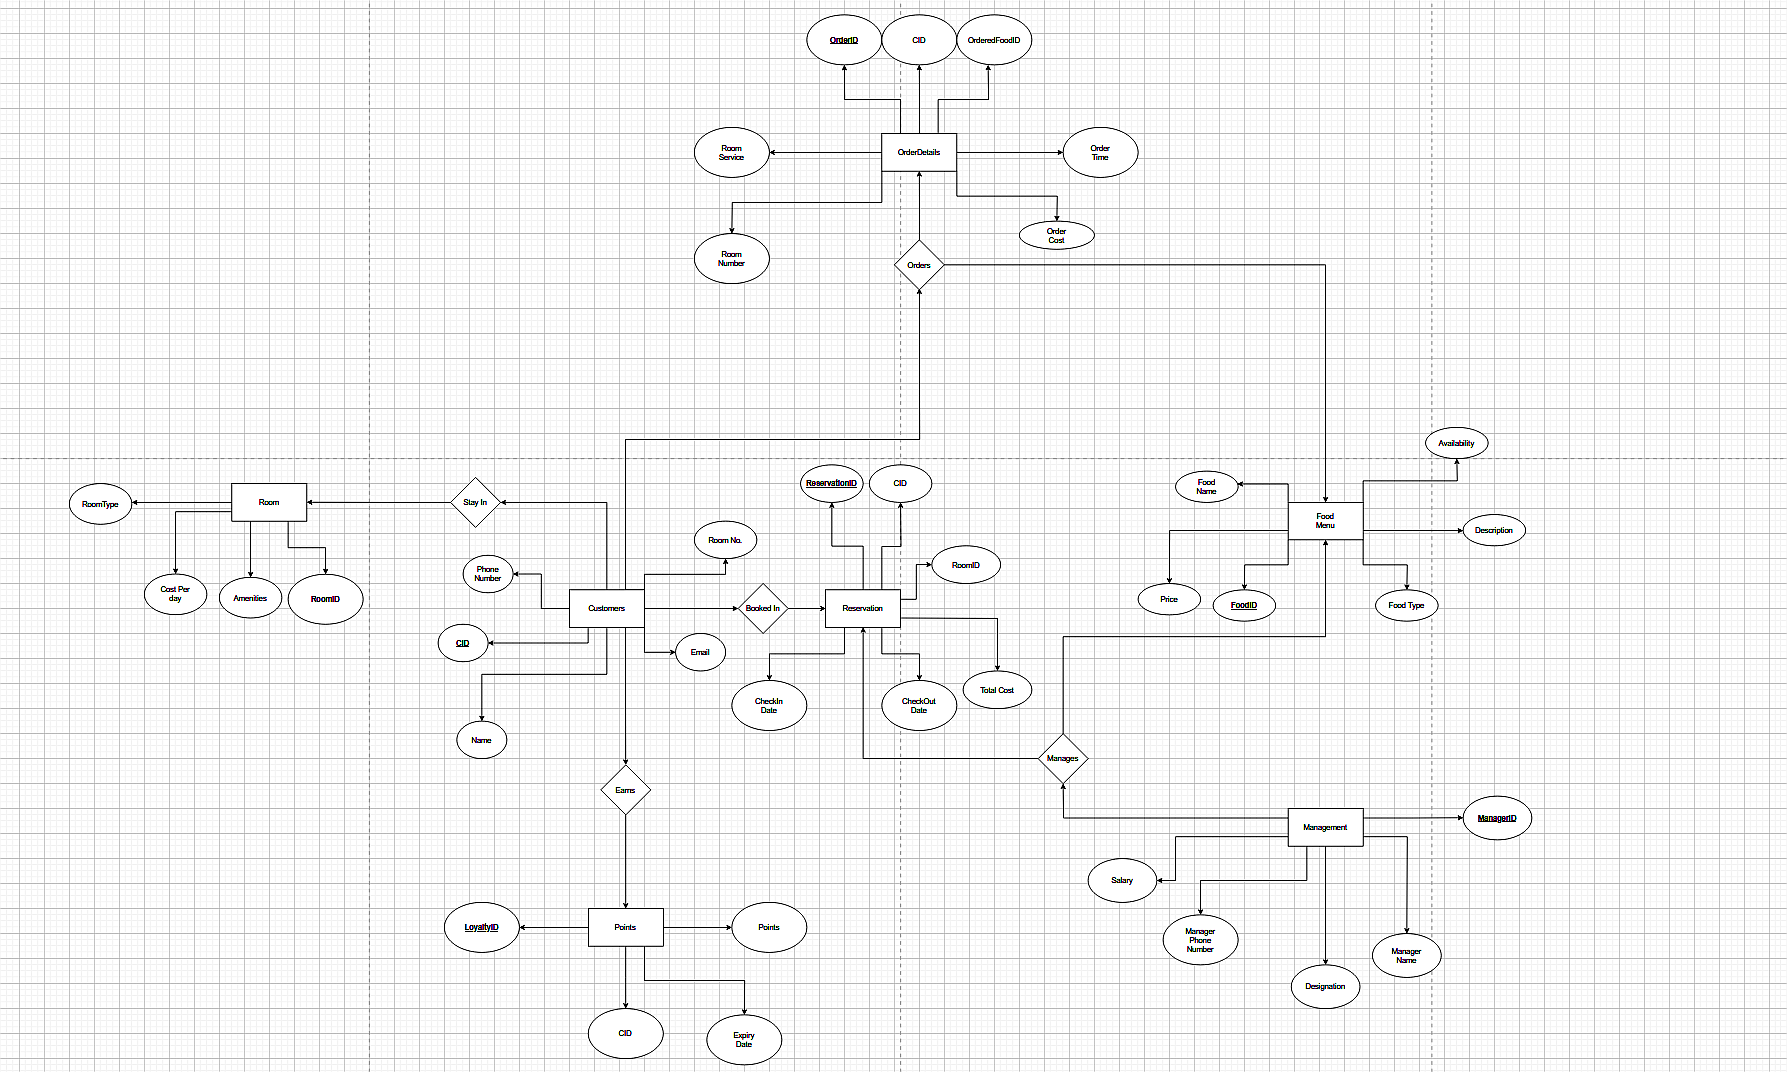 OrderID
CID
OrderedFoodID
Room
Service
OrderDetails
Order
Time
Room
Number
Order
Cost
Orders
Availability
RoomType
Room
Stay In
ReservationID
CID
Food
Name
Food
Menu
Description
Room No.
Phone
Number
RoomID
Cost Per
day
Amenities
RoomID
Customers
Booked In
Reservation
Price
FoodID
Food Type
CID
Email
CheckIn
Date
CheckOut
Date
Total Cost
Name
Manages
Earns
Management
ManagerID
Salary
LoyaltyID
Points
Points
Manager
Phone
Number
Manager
Name
Designation
CID
Expiry
Date